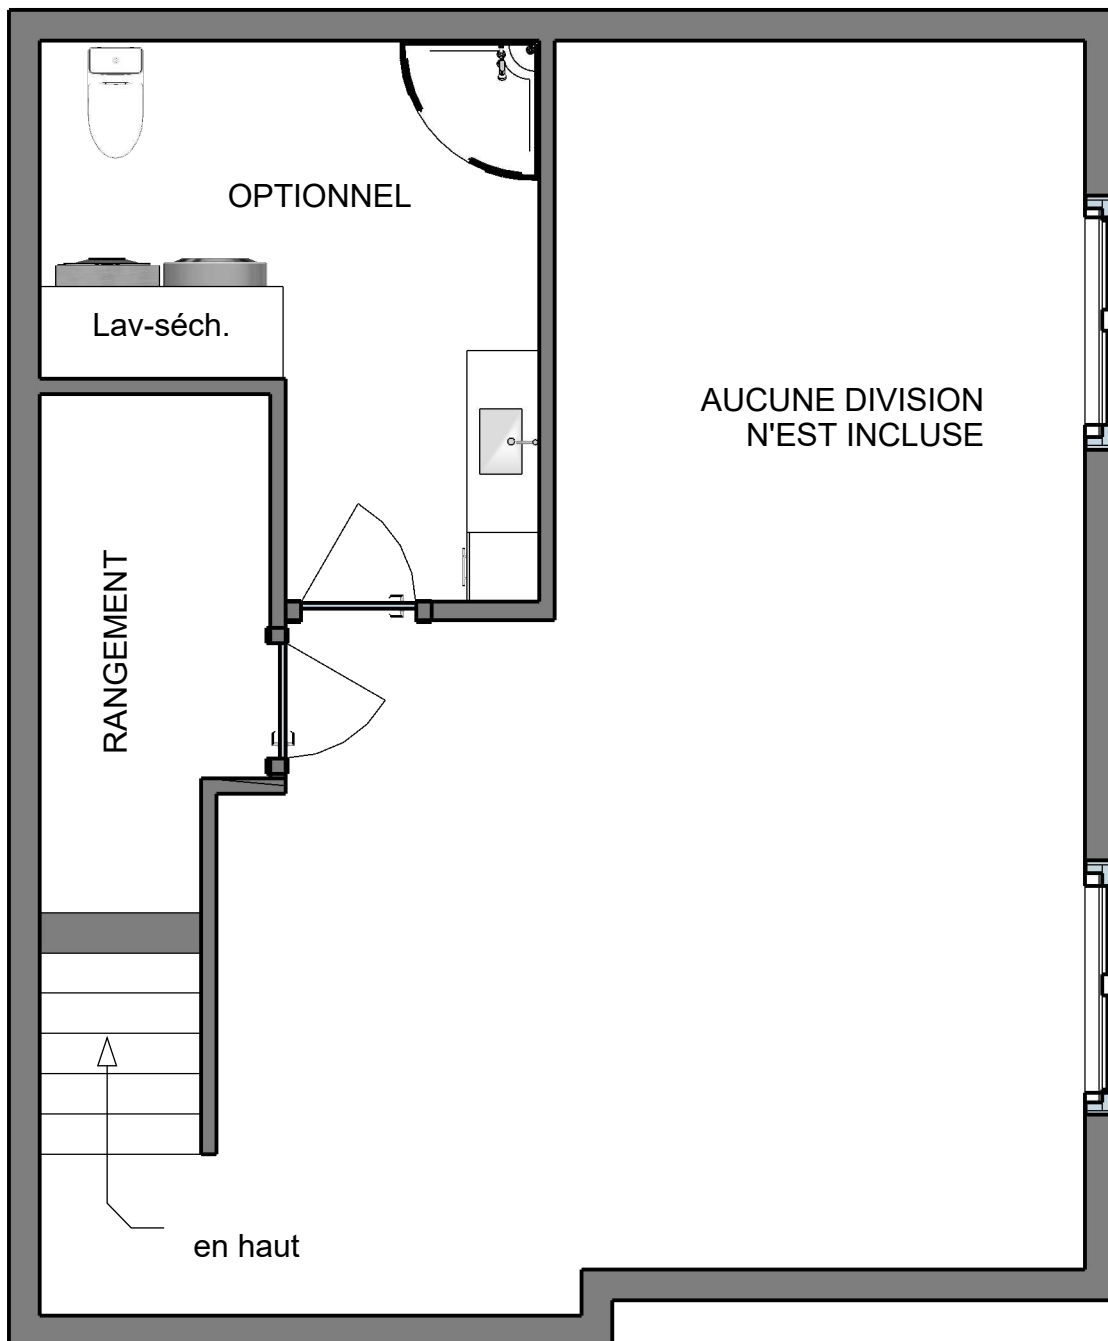 OPTIONNEL
Lav-séch.
AUCUNE DIVISION
N'EST INCLUSE
RANGEMENT
en haut